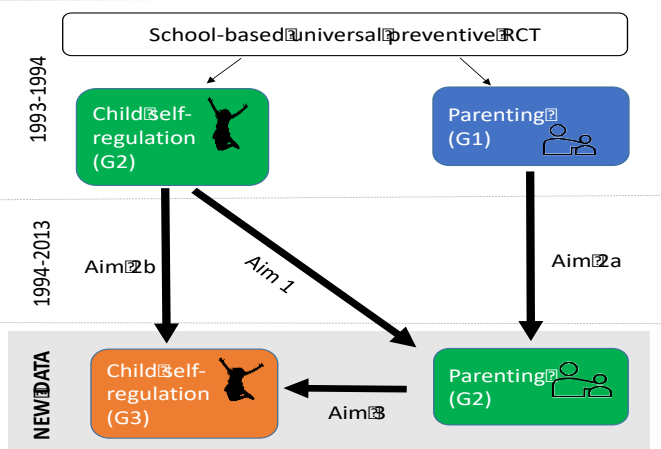 School-based universal preventive RCT
1993-1994
Child self-
regulation
(G2)
Parenting
(G1)
1994-2013
Aim 2b
Aim 1
Aim 2a
NEW DATA
Child self-
regulation
(G3)
Aim 3
Parenting
(G2)